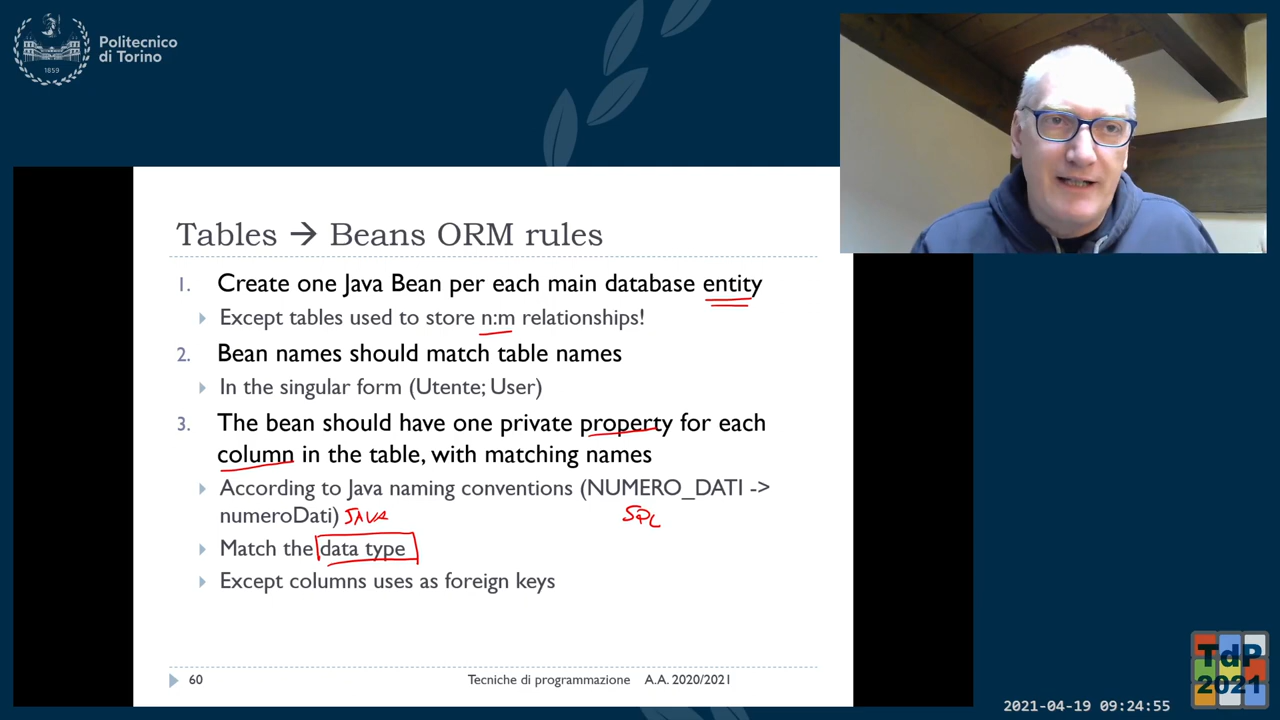 Politecnico
di Torino
1859
Tables → Beans ORM rules
1. Create one Java Bean per each main database entity
Except tables used to store n:m relationships!
2. Bean names should match table names
In the singular form (Utente; User)
3. The bean should have one private property for each
column in the table, with matching names
According to Java naming conventions (NUMERO_DATI ->
numeroDati) JAVA SQL
Match the data type
Except columns uses as foreign keys
60 Tecniche di programmazione A.A. 2020/2021
TdP
2021
2021-04-19 09:24:55